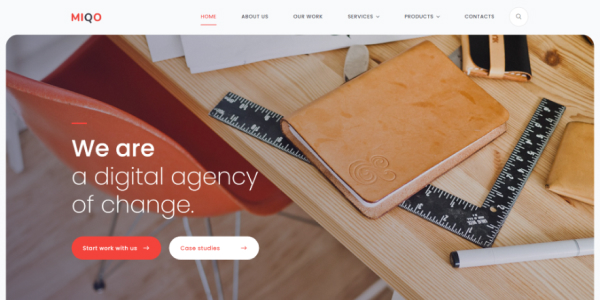 MIQO
HOME ABOUT US OUR WORK SERVICES PRODUCTS CONTACTS
We are
a digital agency
of change.
Start work with us → Case studies →